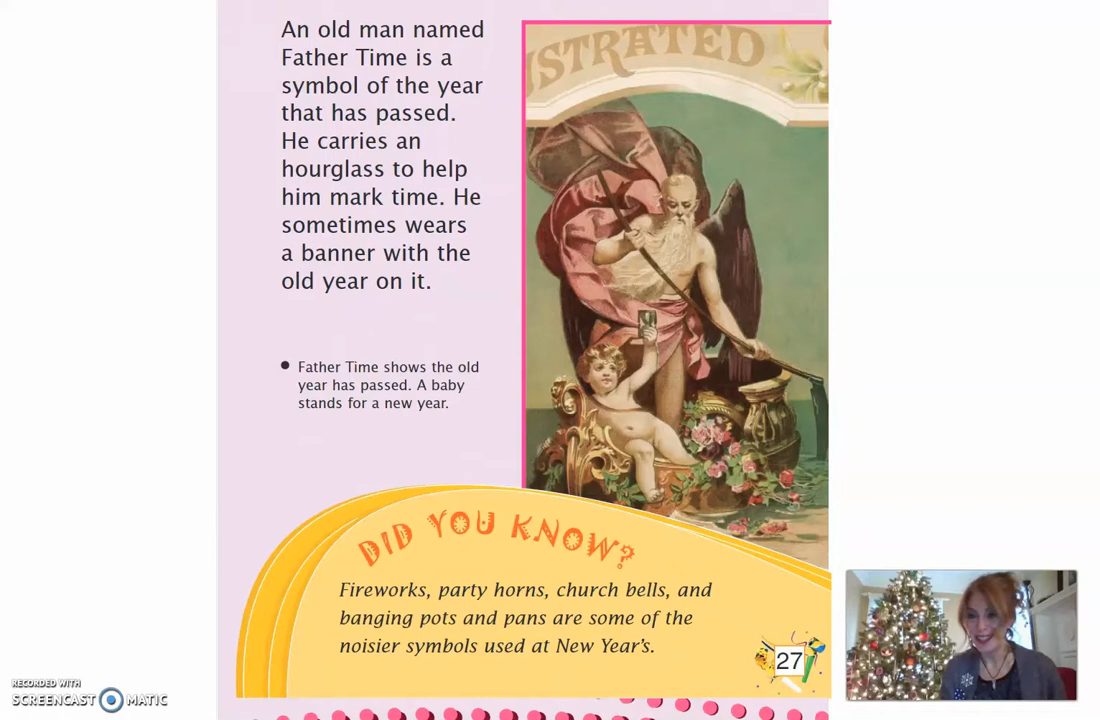 An old man named
Father Time is a
symbol of the year
that has passed.
He carries an
hourglass to help
him mark time. He
sometimes wears
a banner with the
old year on it.
STRATED
• Father Time shows the old
year has passed. A baby
stands for a new year.
DID YOU KNOW?
Fireworks, party horns, church bells, and
banging pots and pans are some of the
noisier symbols used at New Year's.
27
RECORDED WITH
SCREENCAST MATIC